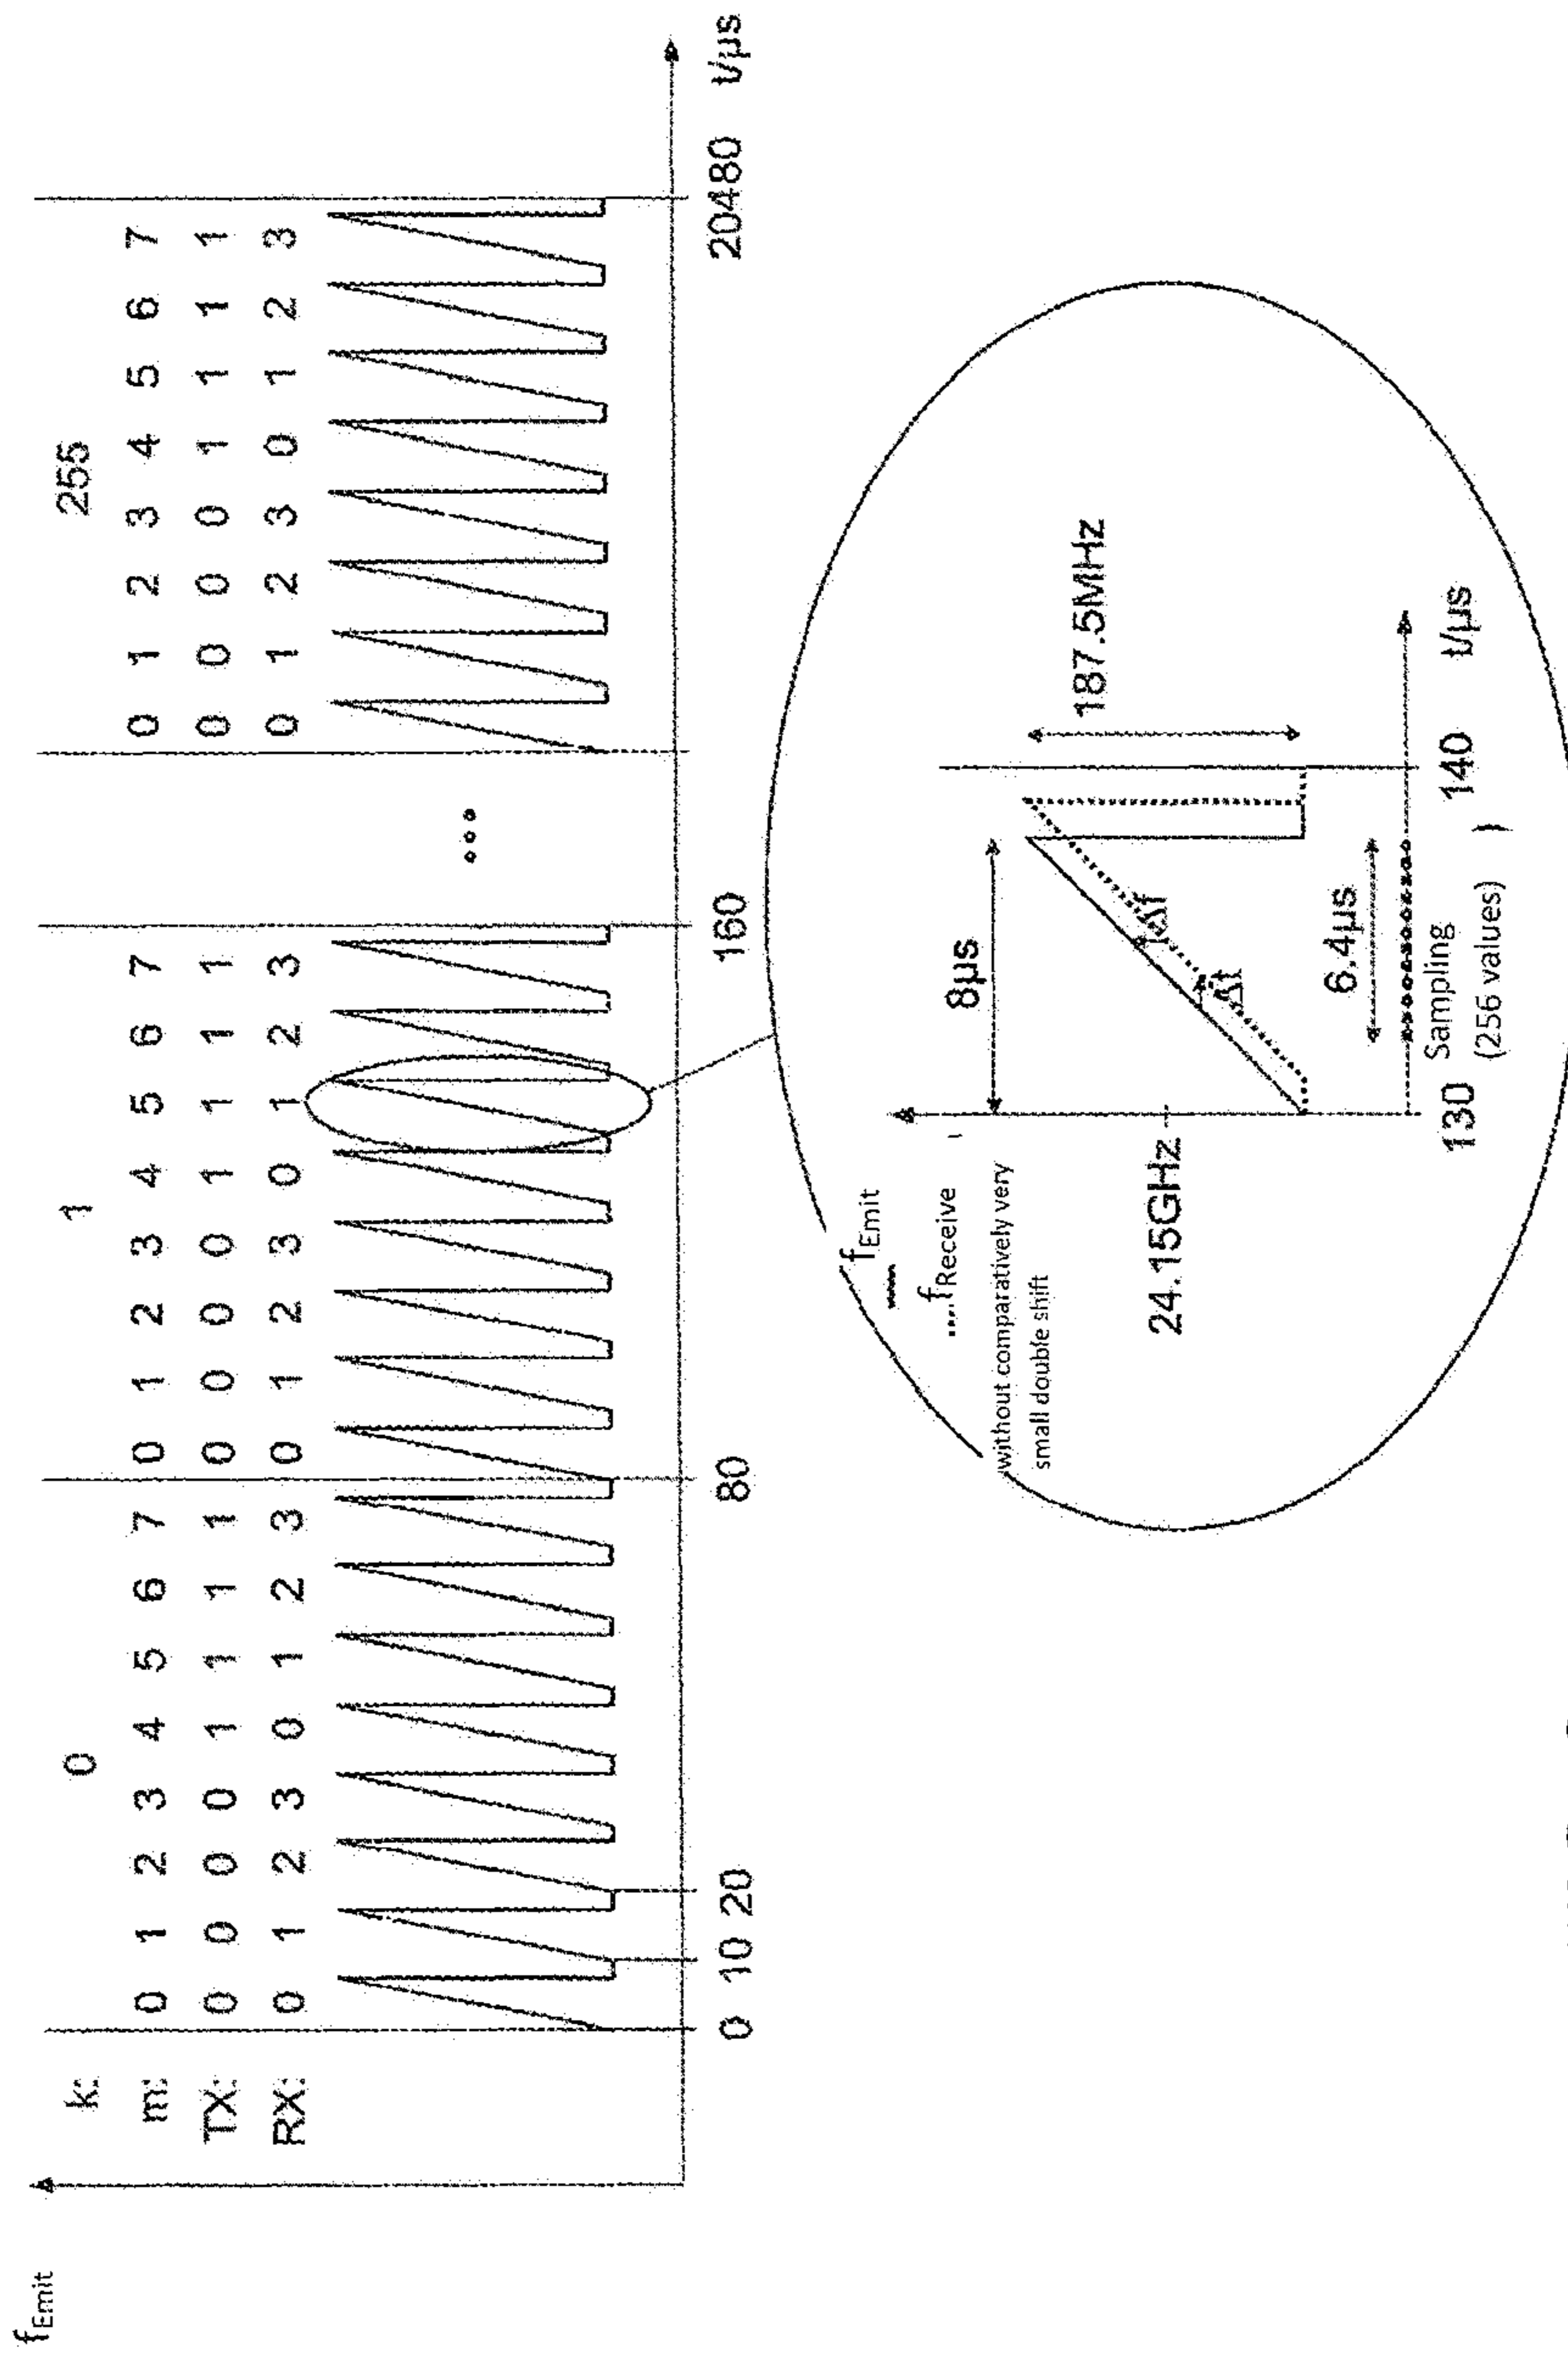 fEmit
k: 0 1 255
m: 0 1 2 3 4 5 6 7 0 1 2 3 4 5 6 7 0 1 2 3 4 5 6 7
TX: 0 0 0 0 1 1 1 1 0 0 0 0 1 1 1 1 0 0 0 0 1 1 1 1
RX: 0 1 2 3 0 1 2 3 0 1 2 3 0 1 2 3 0 1 2 3 0 1 2 3
...
0 10 20 80 160 20480 t/µs
fEmit
fReceive
without comparatively very
small double shift
8µs
24.15GHz
Δt
Δf
187.5MHz
6.4µs
130 140 t/µs
Sampling
(256 values)